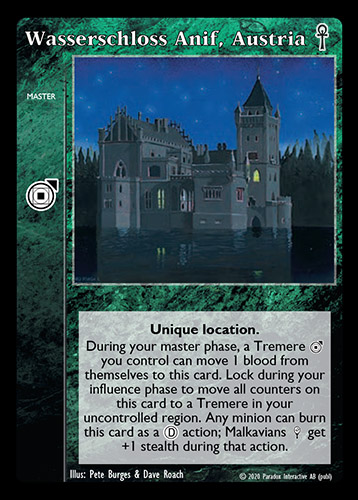 Wasserschloss Anif, Austria
MASTER
Unique location.
During your master phase, a Tremere
you control can move 1 blood from
themselves to this card. Lock during your
influence phase to move all counters on
this card to a Tremere in your
uncontrolled region. Any minion can burn
this card as a D action; Malkavians get
+1 stealth during that action.
Illus: Pete Burges & Dave Roach
© 2020 Paradox Interactive AB (publ)